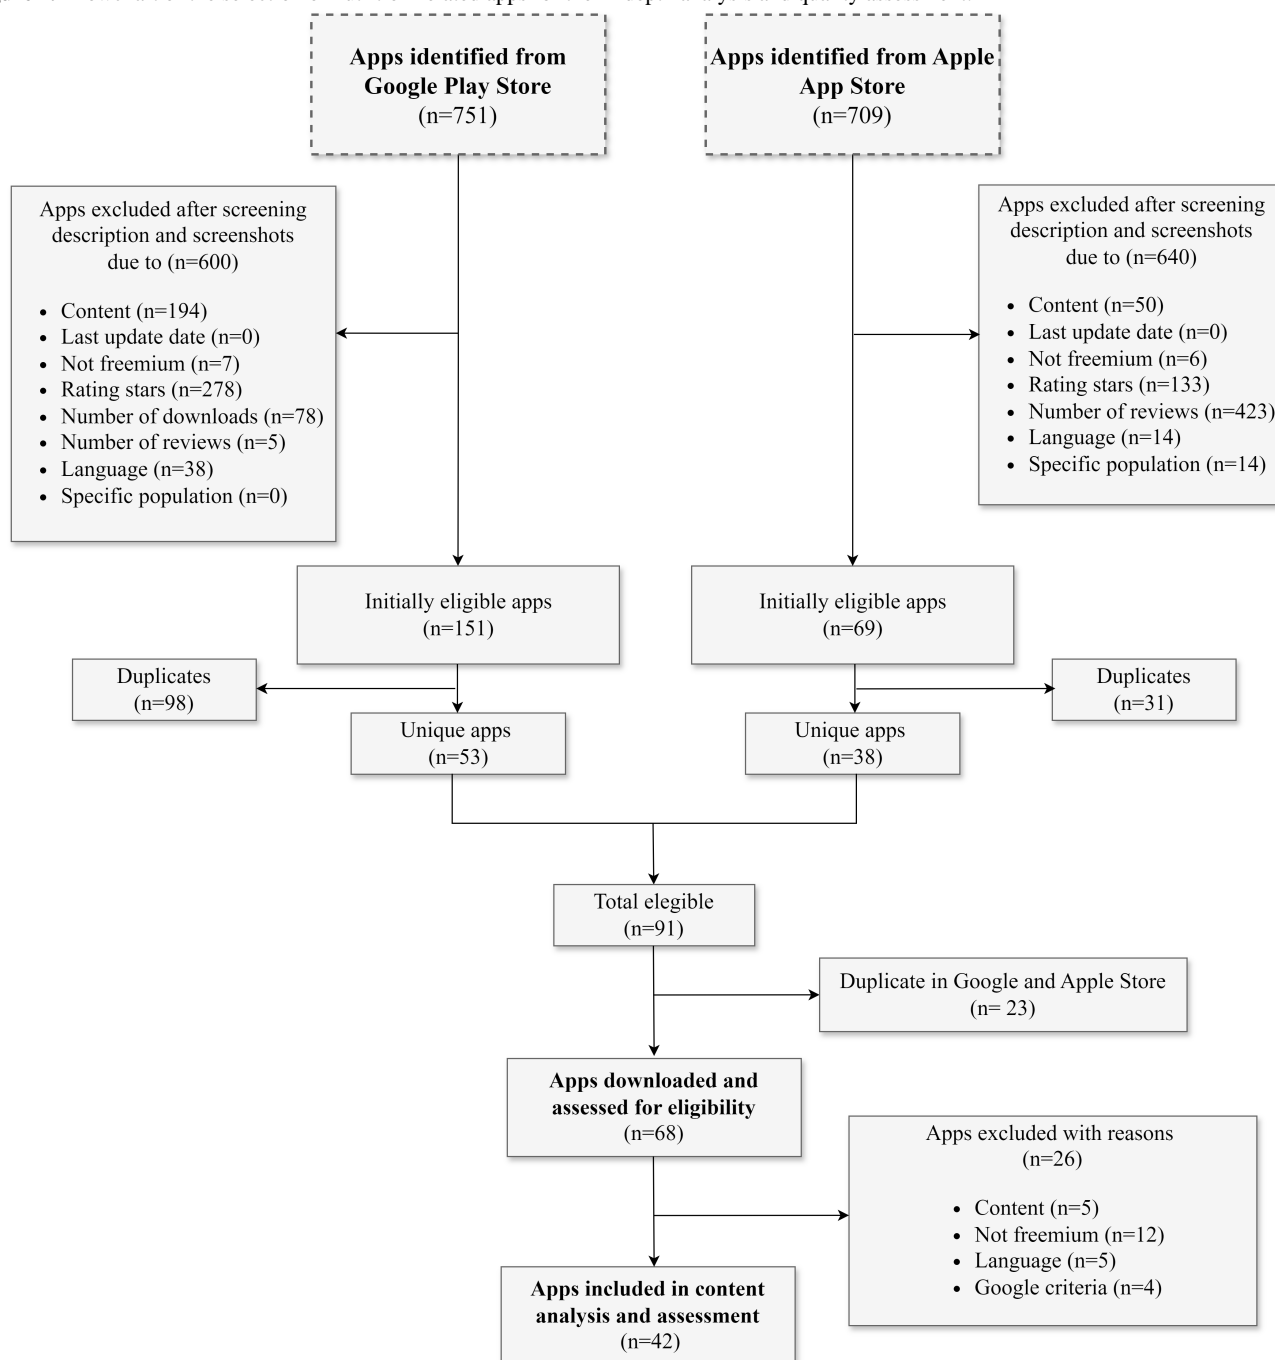 Apps identified from
Google Play Store
(n=751)
Apps identified from Apple
App Store
(n=709)
Apps excluded after screening
description and screenshots
due to (n=600)
• Content (n=194)
• Last update date (n=0)
• Not freemium (n=7)
• Rating stars (n=278)
• Number of downloads (n=78)
• Number of reviews (n=5)
• Language (n=38)
• Specific population (n=0)
Apps excluded after screening
description and screenshots
due to (n=640)
• Content (n=50)
• Last update date (n=0)
• Not freemium (n=6)
• Rating stars (n=133)
• Number of reviews (n=423)
• Language (n=14)
• Specific population (n=14)
Initially eligible apps
(n=151)
Initially eligible apps
(n=69)
Duplicates
(n=98)
Duplicates
(n=31)
Unique apps
(n=53)
Unique apps
(n=38)
Total elegible
(n=91)
Duplicate in Google and Apple Store
(n= 23)
Apps downloaded and
assessed for eligibility
(n=68)
Apps excluded with reasons
(n=26)
• Content (n=5)
• Not freemium (n=12)
• Language (n=5)
• Google criteria (n=4)
Apps included in content
analysis and assessment
(n=42)